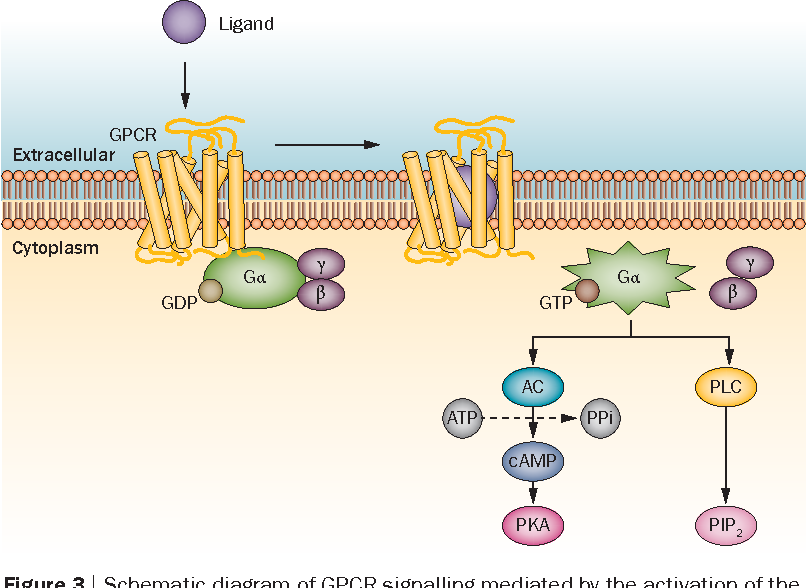 Ligand
GPCR
Extracellular
Cytoplasm
Gα
γ
β
GDP
Gα
γ
β
GTP
AC
PLC
ATP
PPi
cAMP
PKA
PIP2
Figure 3 | Schematic diagram of GPCR signalling mediated by the activation of the